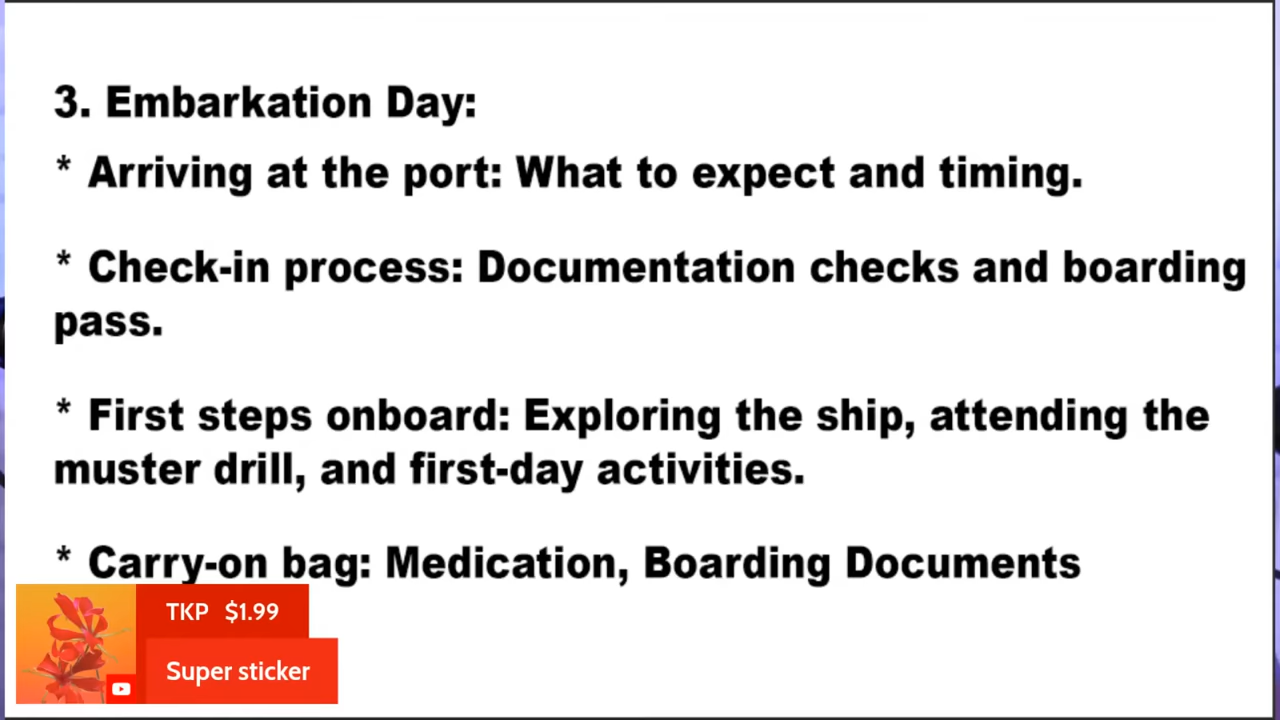 3. Embarkation Day:
* Arriving at the port: What to expect and timing.
* Check-in process: Documentation checks and boarding
pass.
* First steps onboard: Exploring the ship, attending the
muster drill, and first-day activities.
* Carry-on bag: Medication, Boarding Documents
TKP $1.99
Super sticker